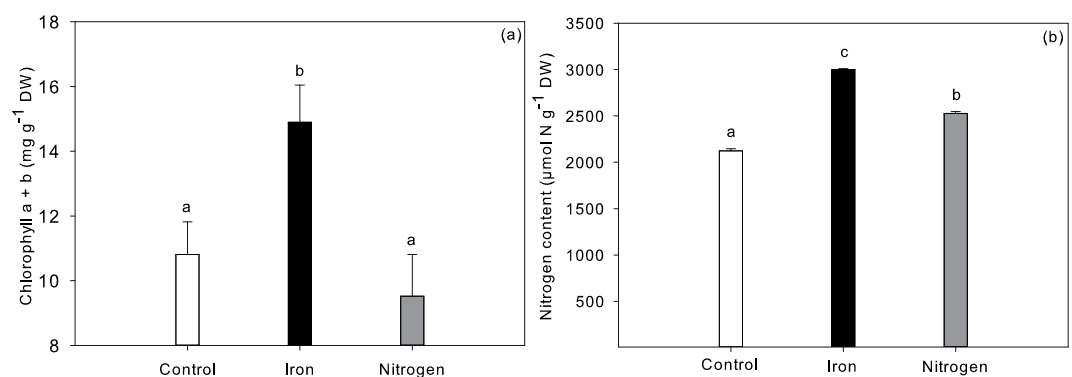 (a)
Chlorophyll a + b (mg g⁻¹ DW)
18
16
14
12
10
8
a
b
a
Control Iron Nitrogen
(b)
Nitrogen content (µmol N g⁻¹ DW)
3500
3000
2500
2000
1500
1000
500
a
c
b
Control Iron Nitrogen